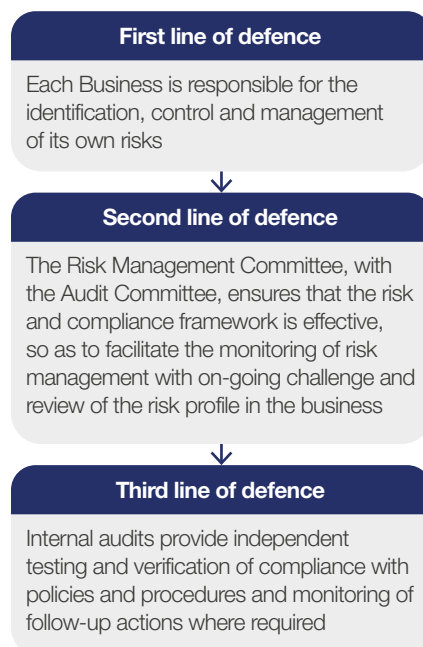 First line of defence
Each Business is responsible for the
identification, control and management
of its own risks
Second line of defence
The Risk Management Committee, with
the Audit Committee, ensures that the risk
and compliance framework is effective,
so as to facilitate the monitoring of risk
management with on-going challenge and
review of the risk profile in the business
Third line of defence
Internal audits provide independent
testing and verification of compliance with
policies and procedures and monitoring of
follow-up actions where required